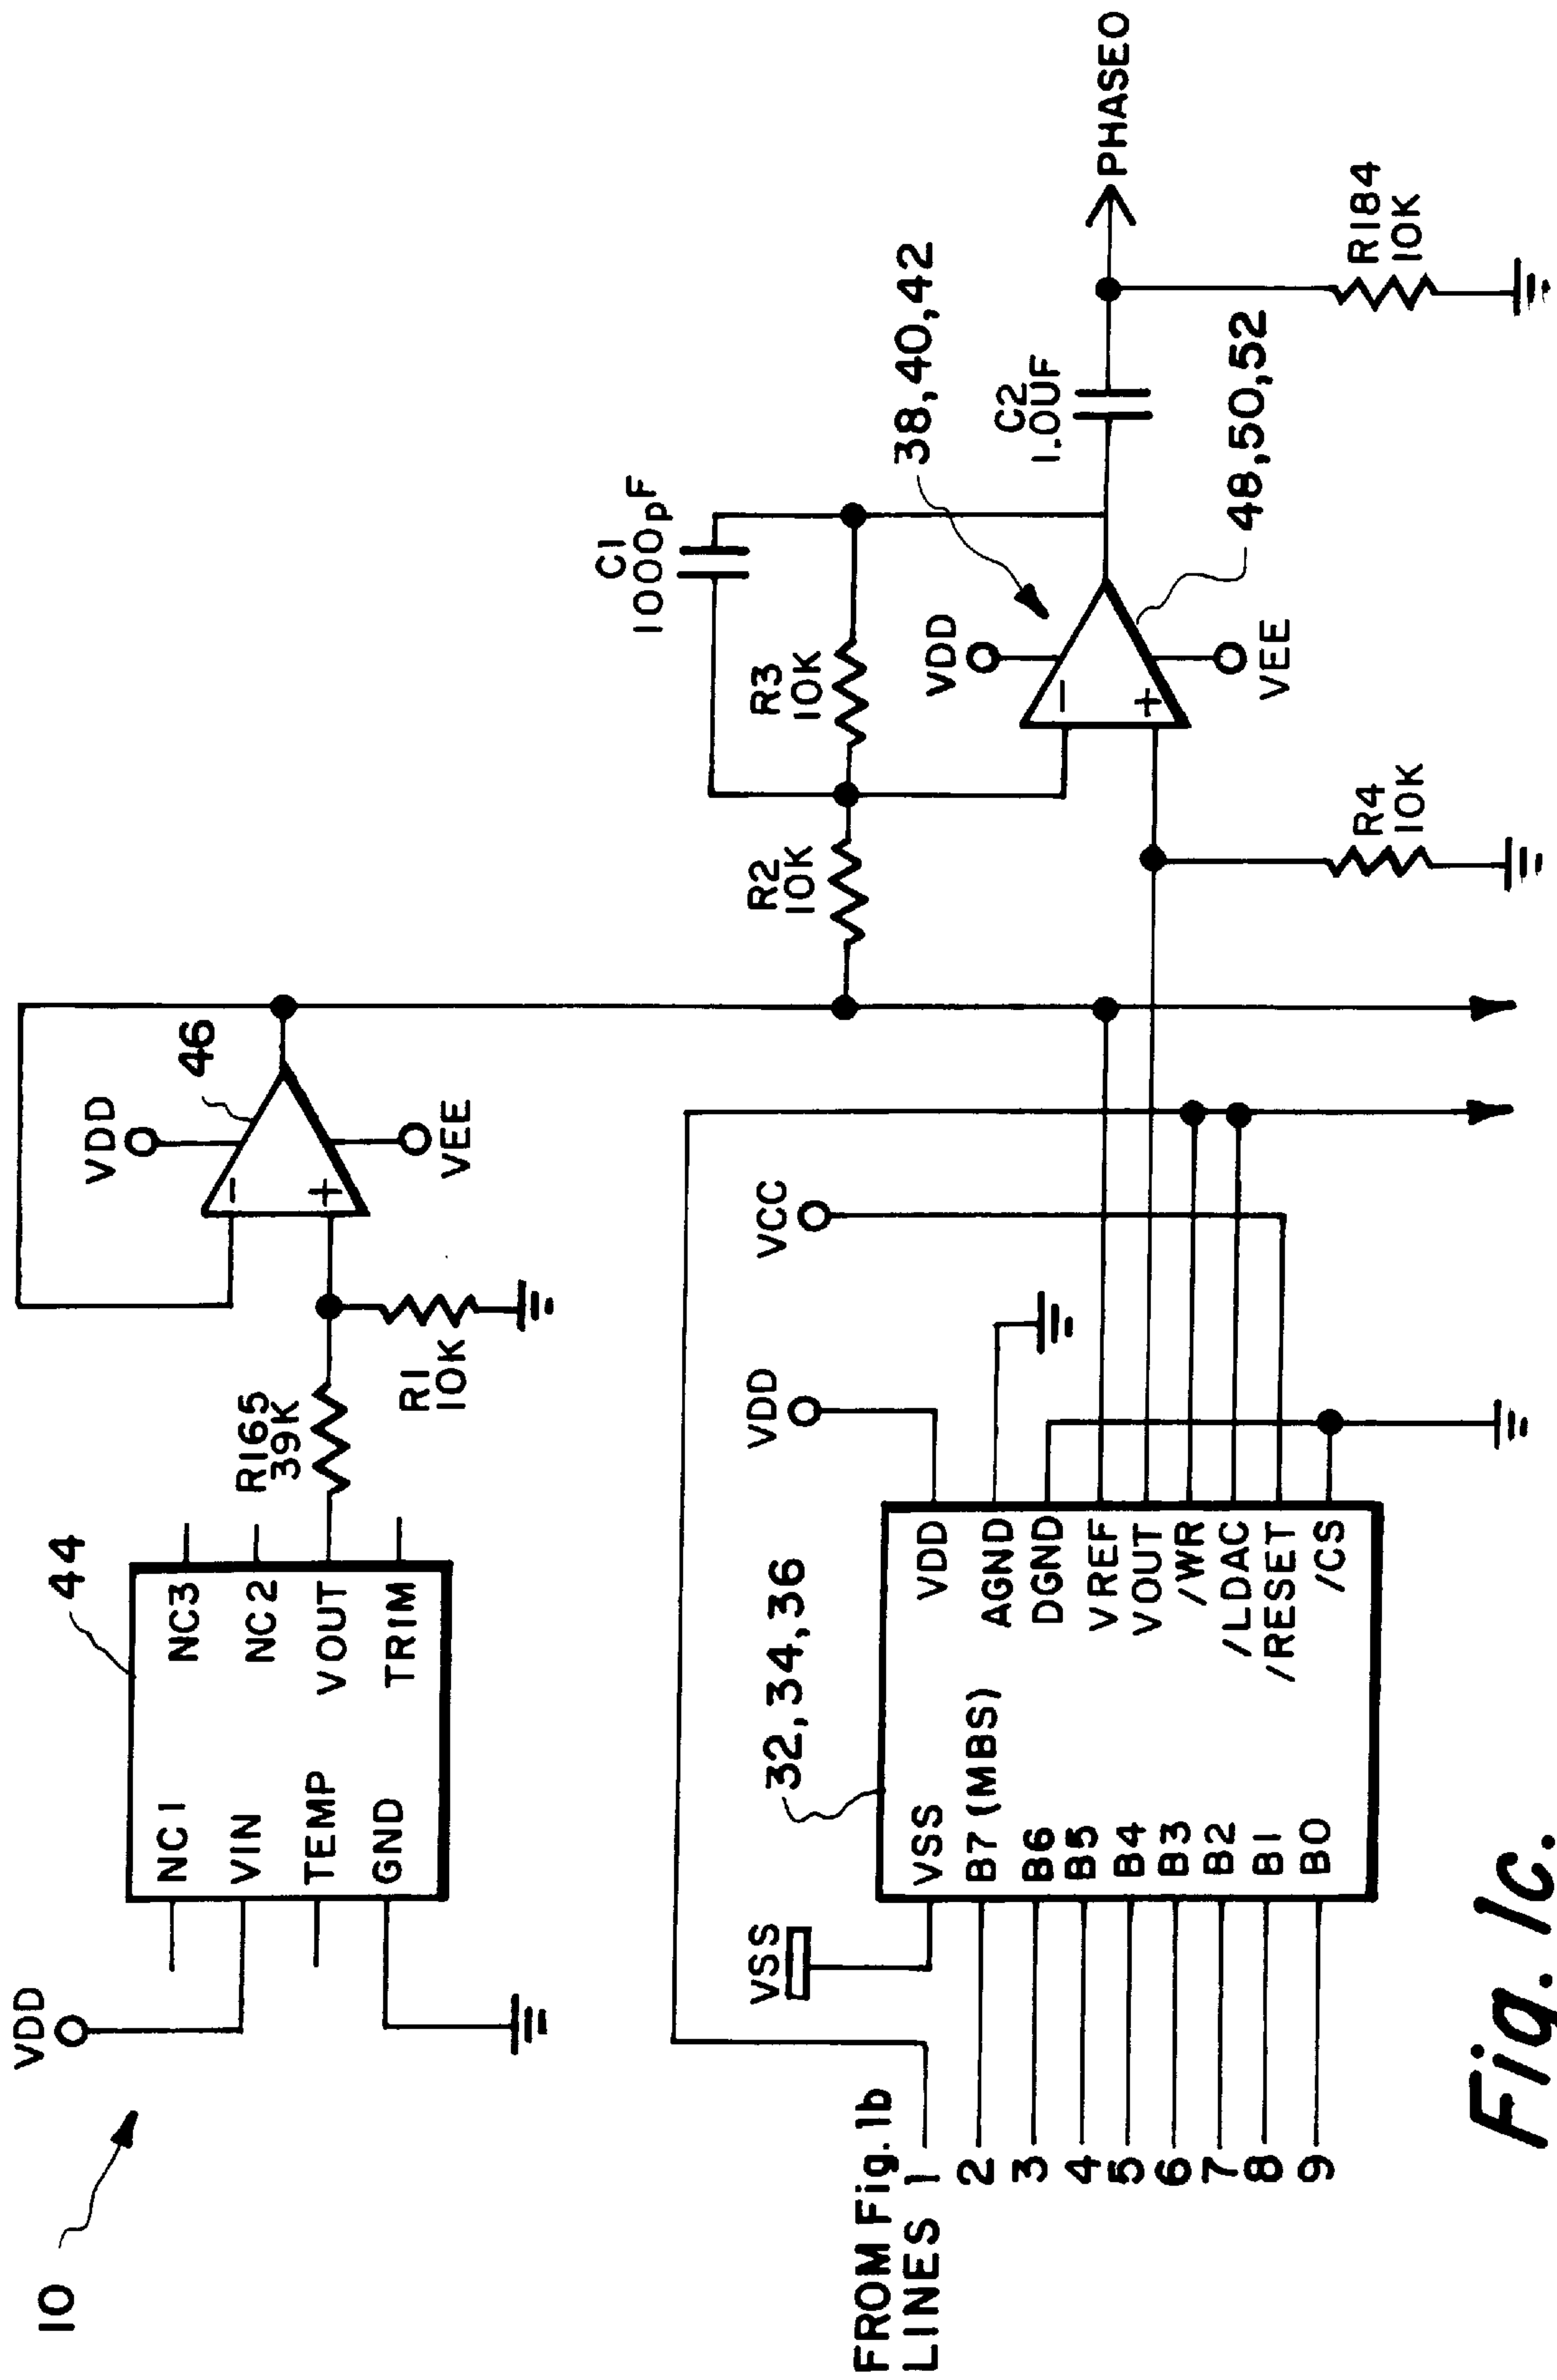 10
VDD
44
NC1
VIN
TEMP
GND
NC3
NC2
VOUT
TRIM
R165
39K
R1
10K
VDD
46
-
+
VEE
C1
1000pF
R2
10K
R3
10K
VDD
-
+
VEE
38,40,42
48,50,52
C2
1.0UF
PHASE0
R4
10K
R184
10K
FROM Fig. 1b
LINES 1
2
3
4
5
6
7
8
9
VSS
32,34,36
VSS
B7 (MBS)
B6
B5
B4
B3
B2
B1
B0
VDD
AGND
DGND
VREF
VOUT
/WR
/LDAC
/RESET
/CS
VDD
VCC
Fig. 1c.